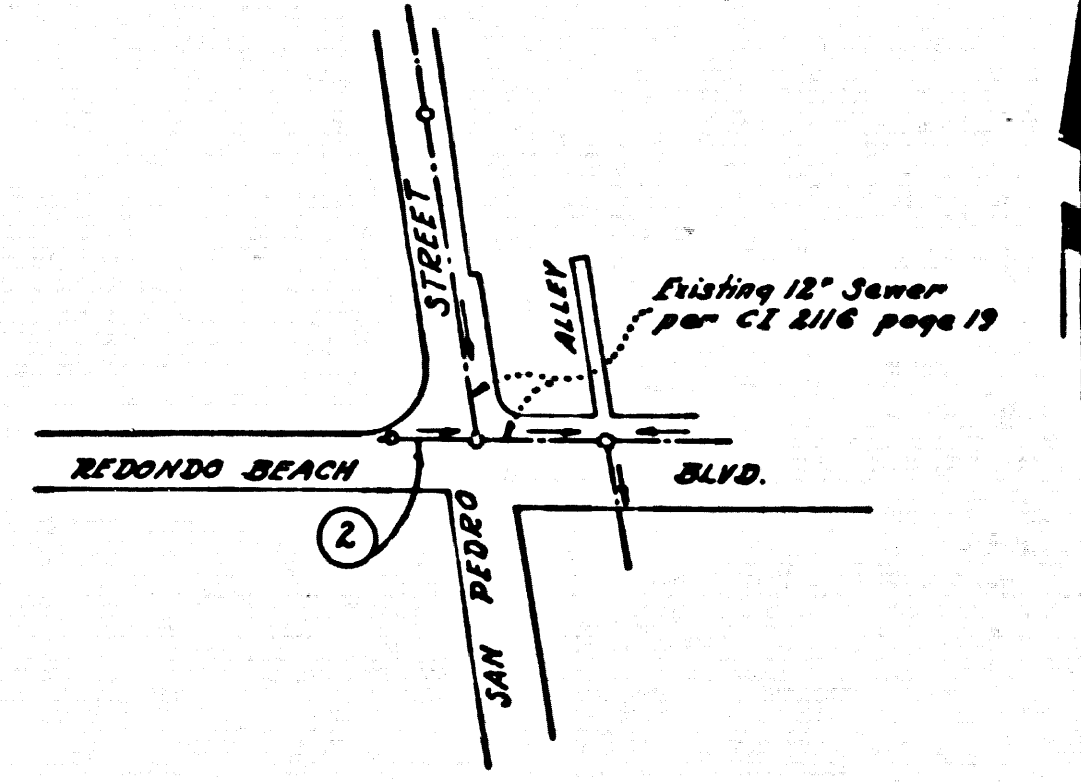 STREET
ALLEY
Existing 12" Sewer
per CI 2116 page 19
REDONDO BEACH
BLVD.
2
SAN PEDRO